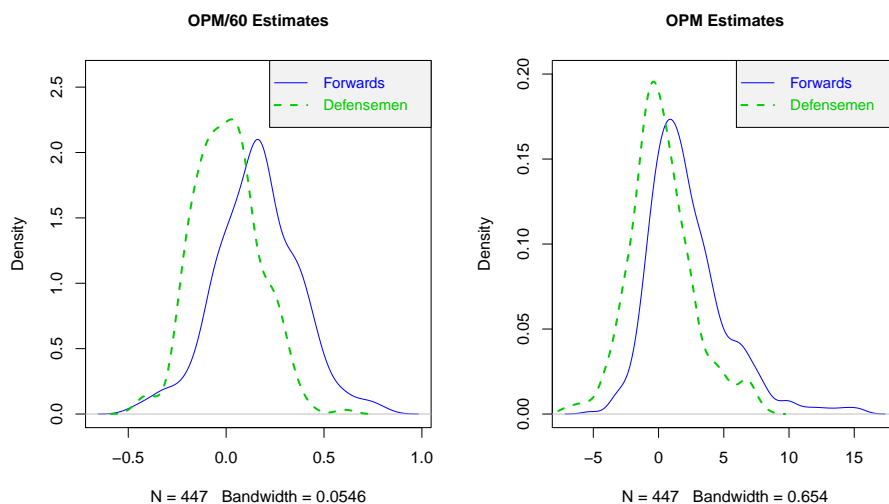 OPM/60 Estimates
Density
0.0 0.5 1.0 1.5 2.0 2.5
−0.5 0.0 0.5 1.0
Forwards
Defensemen
N = 447 Bandwidth = 0.0546
OPM Estimates
Density
0.00 0.05 0.10 0.15 0.20
−5 0 5 10 15
Forwards
Defensemen
N = 447 Bandwidth = 0.654